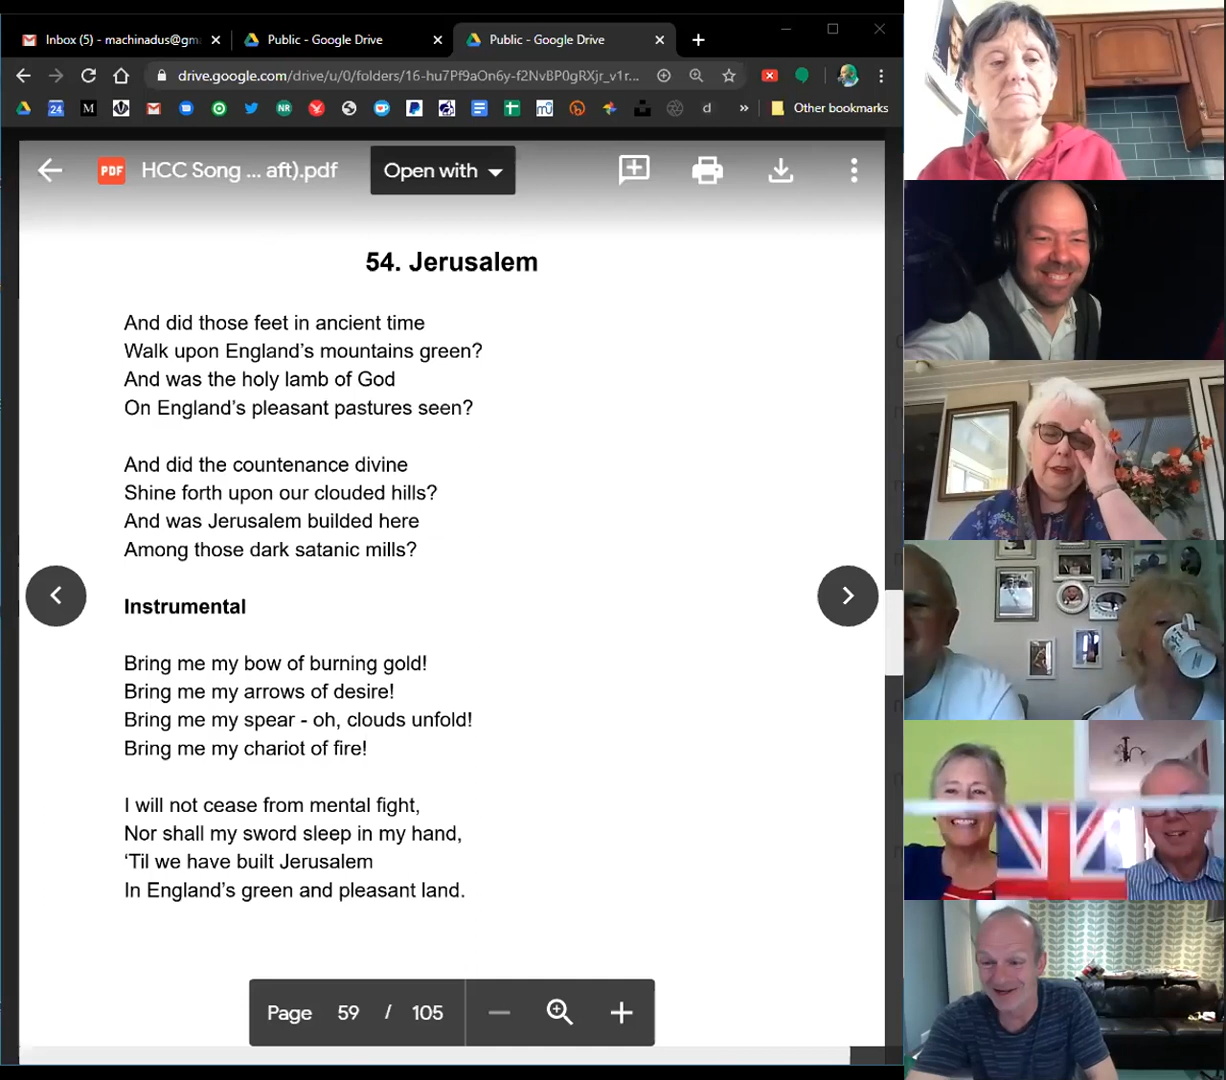 Inbox (5) - machinadus@gm
Public - Google Drive
Public - Google Drive
drive.google.com/drive/u/0/folders/16-hu7Pf9aOn6y-f2NvBP0gRXjr_v1r...
24
M
NR
mü
d
»
Other bookmarks
PDF
HCC Song ... aft).pdf
Open with
54. Jerusalem
And did those feet in ancient time
Walk upon England’s mountains green?
And was the holy lamb of God
On England’s pleasant pastures seen?
And did the countenance divine
Shine forth upon our clouded hills?
And was Jerusalem builded here
Among those dark satanic mills?
Instrumental
Bring me my bow of burning gold!
Bring me my arrows of desire!
Bring me my spear - oh, clouds unfold!
Bring me my chariot of fire!
I will not cease from mental fight,
Nor shall my sword sleep in my hand,
‘Til we have built Jerusalem
In England’s green and pleasant land.
Page 59 / 105